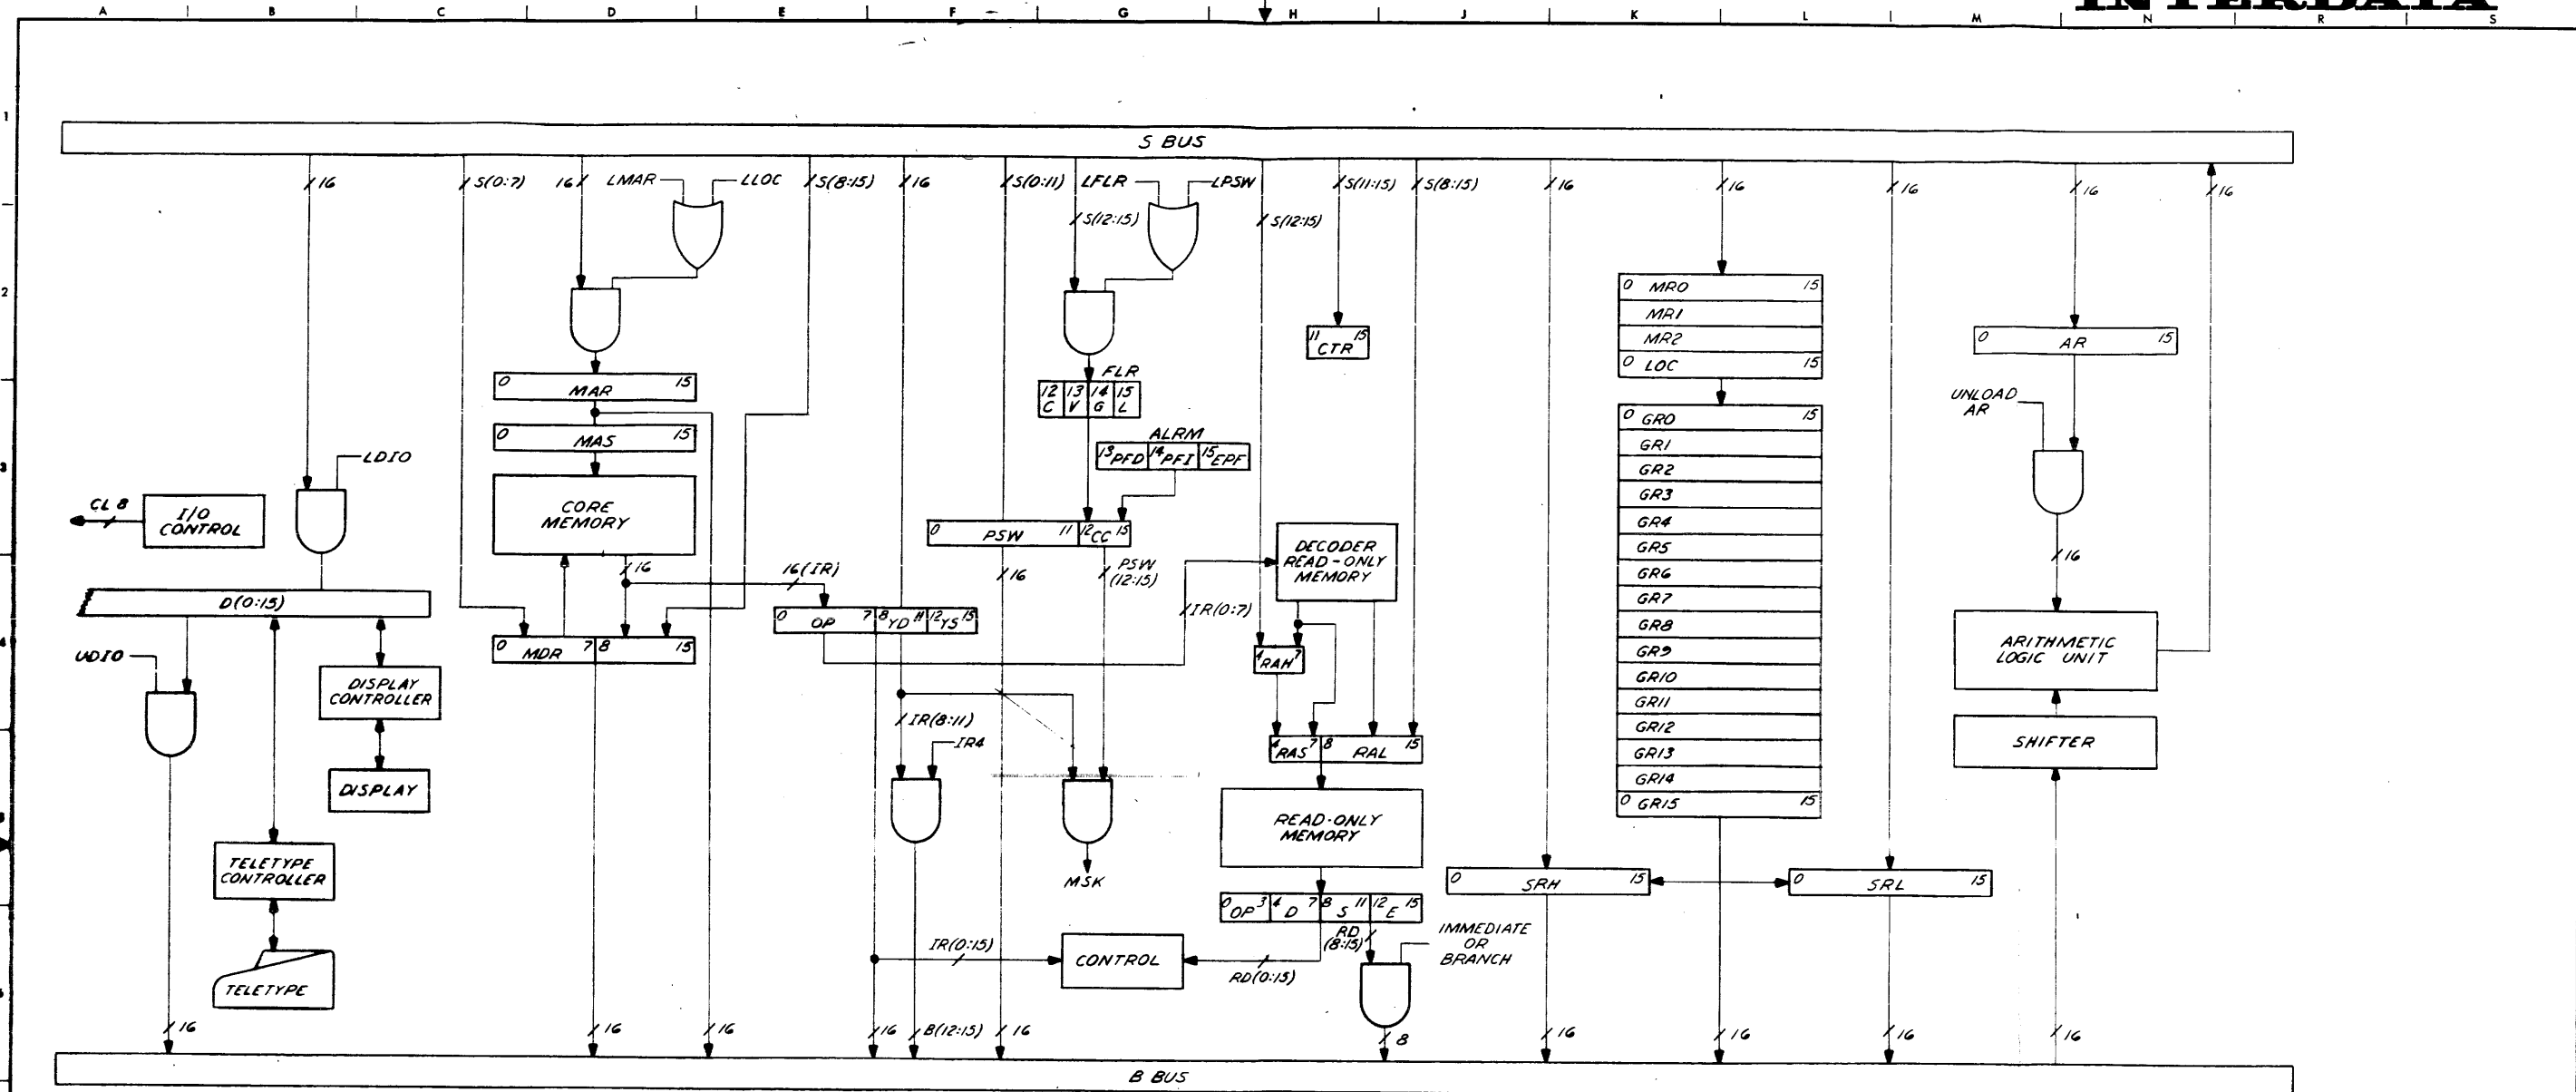 INTERDATA
A B C D E F G H J K L M N R S
1
S BUS
16
S(0:7)
16
LMAR
LLOC
S(8:15)
16
S(0:11)
LFLR
LPSW
S(11:15)
S(8:15)
16
16
16
16
16
S(12:15)
S(12:15)
2
0 MR0 15
MR1
MR2
0 LOC 15
11 15
CTR
0 AR 15
0 MAR 15
FLR
12 13 14 15
C V G L
UNLOAD
AR
0 GR0 15
GR1
GR2
GR3
GR4
GR5
GR6
GR7
GR8
GR9
GR10
GR11
GR12
GR13
GR14
0 GR15 15
0 MAS 15
ALRM
13 PFD 14 PFI 15 EPF
3
LDIO
CL 8
I/O
CONTROL
CORE
MEMORY
0 PSW 11 12 CC 15
DECODER
READ-ONLY
MEMORY
16
16(IR)
16
PSW
(12:15)
16
D(0:15)
0 OP 7 8 YD 11 12 YS 15
IR(0:7)
4
UDIO
0 MDR 7 8 15
4 RAH 7
ARITHMETIC
LOGIC UNIT
DISPLAY
CONTROLLER
IR(8:11)
IR4
4 RAS 7 8 RAL 15
SHIFTER
DISPLAY
READ-ONLY
MEMORY
TELETYPE
CONTROLLER
MSK
0 SRH 15
0 SRL 15
0 OP 3 4 D 7 8 S 11 12 E 15
RD
(8:15)
IMMEDIATE
OR
BRANCH
IR(0:15)
CONTROL
RD(0:15)
TELETYPE
16
16
16
16
B(12:15)
16
8
16
16
16
16
B BUS